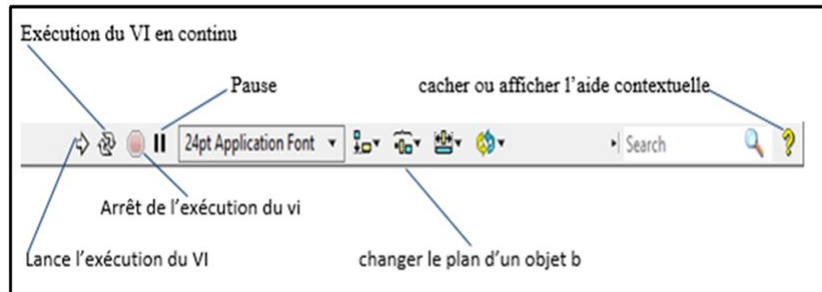 Exécution du VI en continu
Pause
cacher ou afficher l’aide contextuelle
24pt Application Font
Search
?
Arrêt de l’exécution du vi
Lance l’exécution du VI
changer le plan d’un objet b